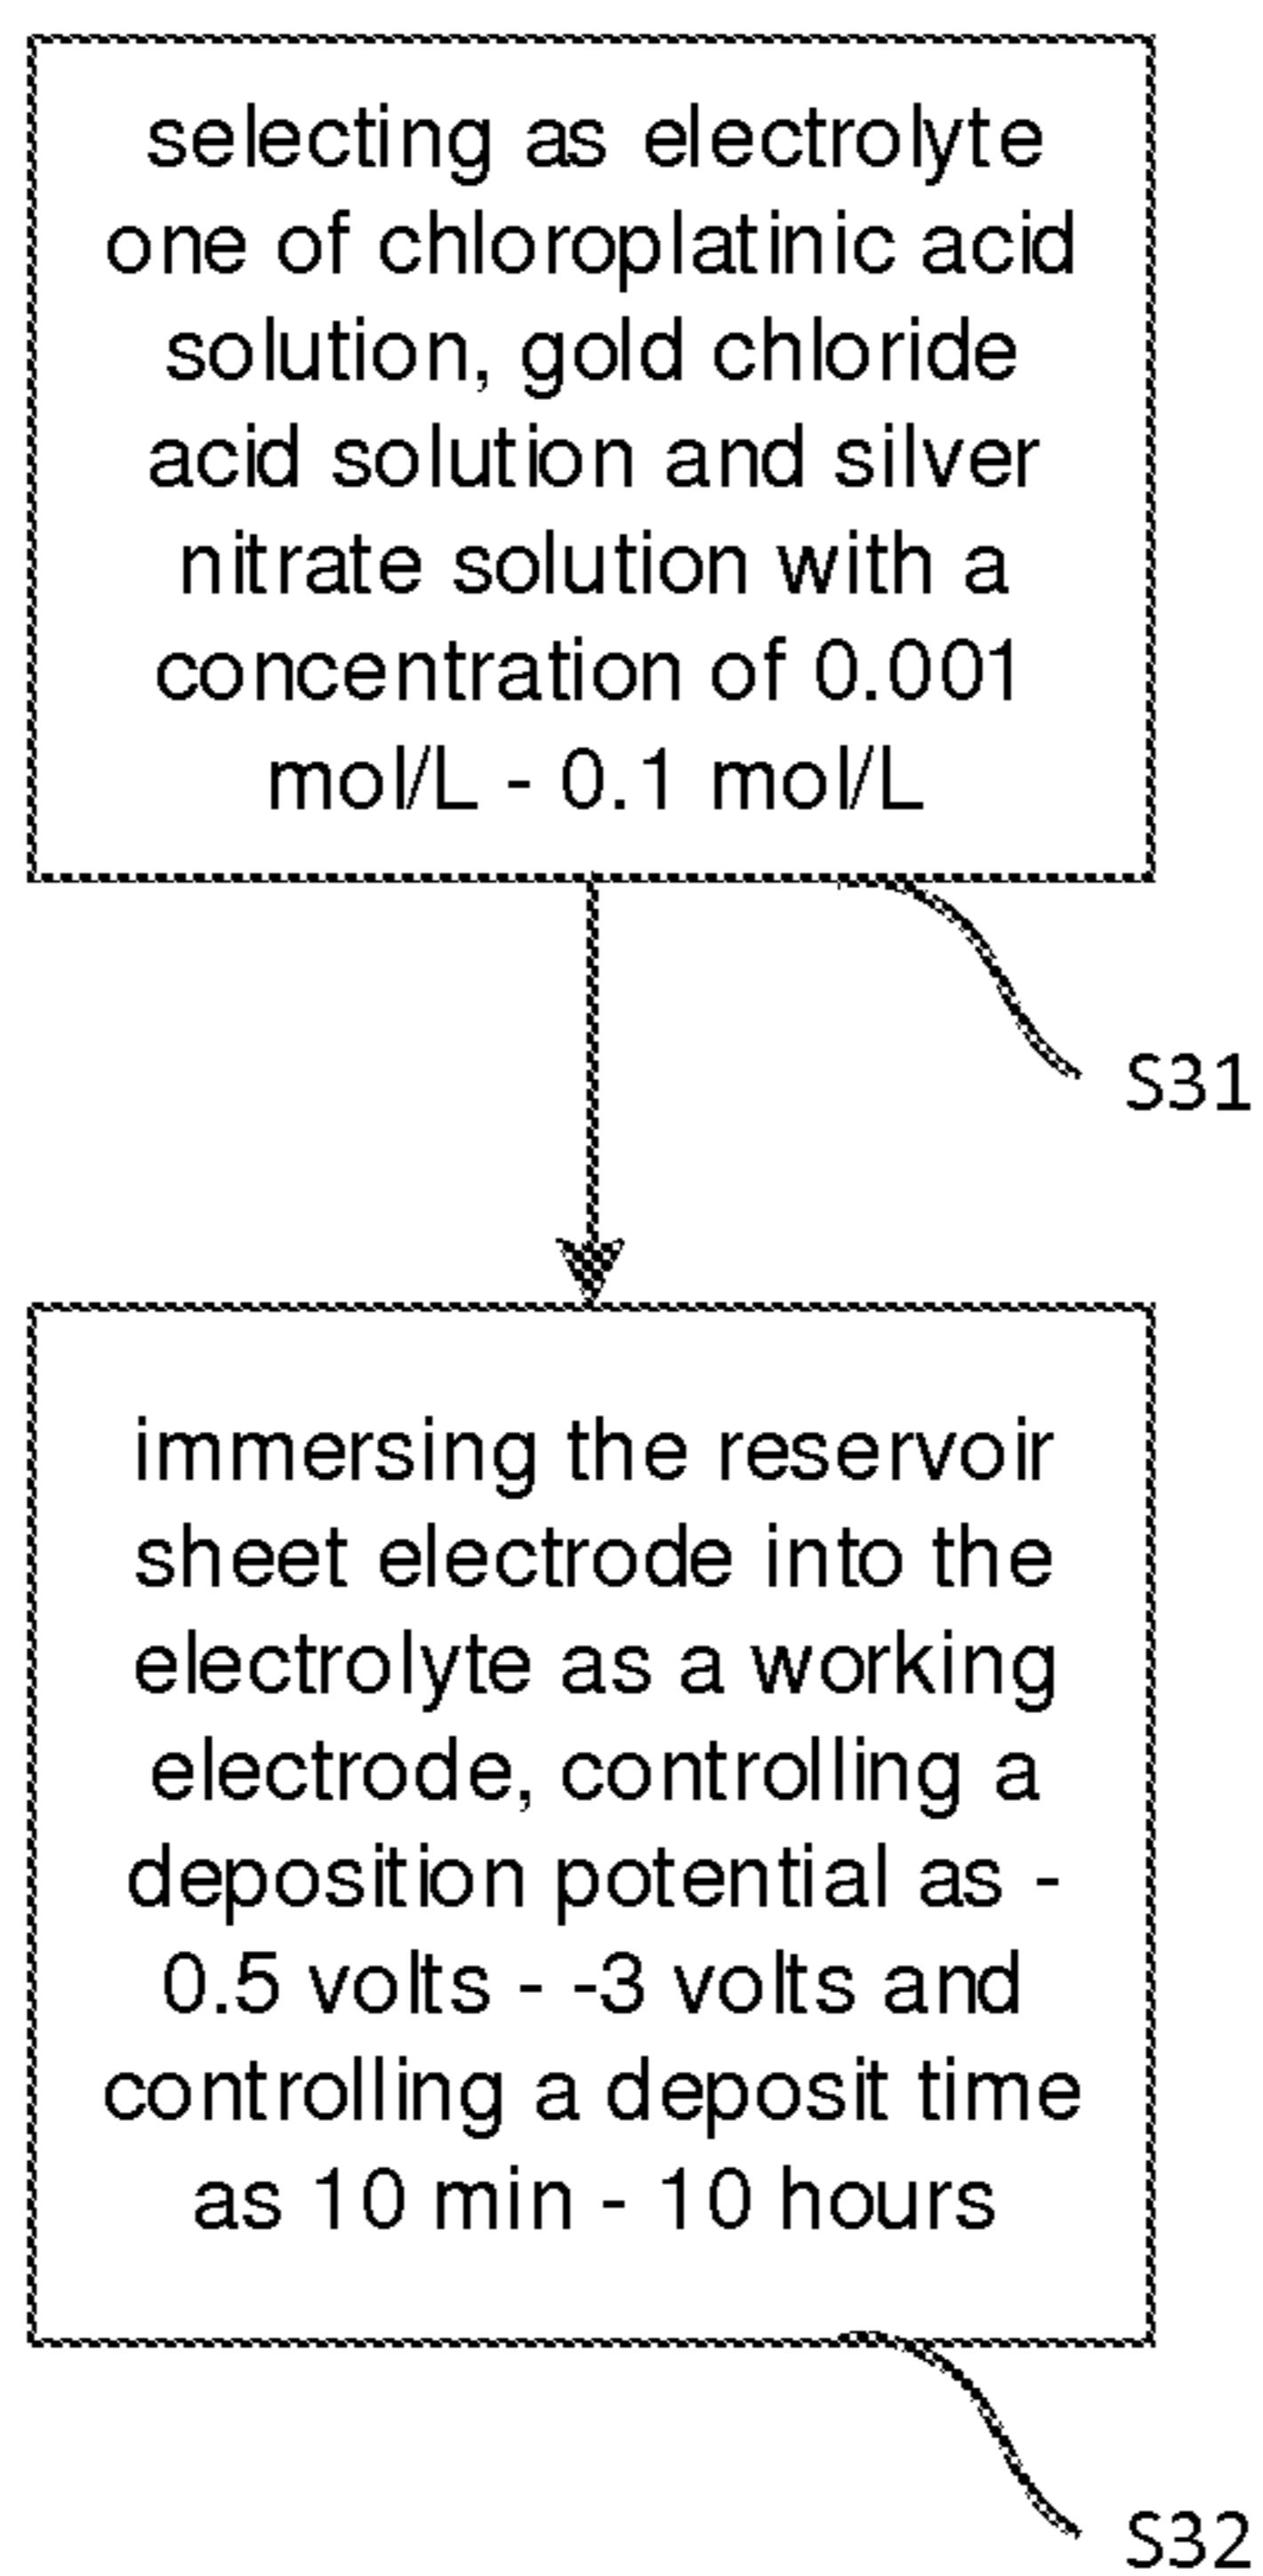 selecting as electrolyte
one of chloroplatinic acid
solution, gold chloride
acid solution and silver
nitrate solution with a
concentration of 0.001
mol/L - 0.1 mol/L
S31
immersing the reservoir
sheet electrode into the
electrolyte as a working
electrode, controlling a
deposition potential as -
0.5 volts - -3 volts and
controlling a deposit time
as 10 min - 10 hours
S32